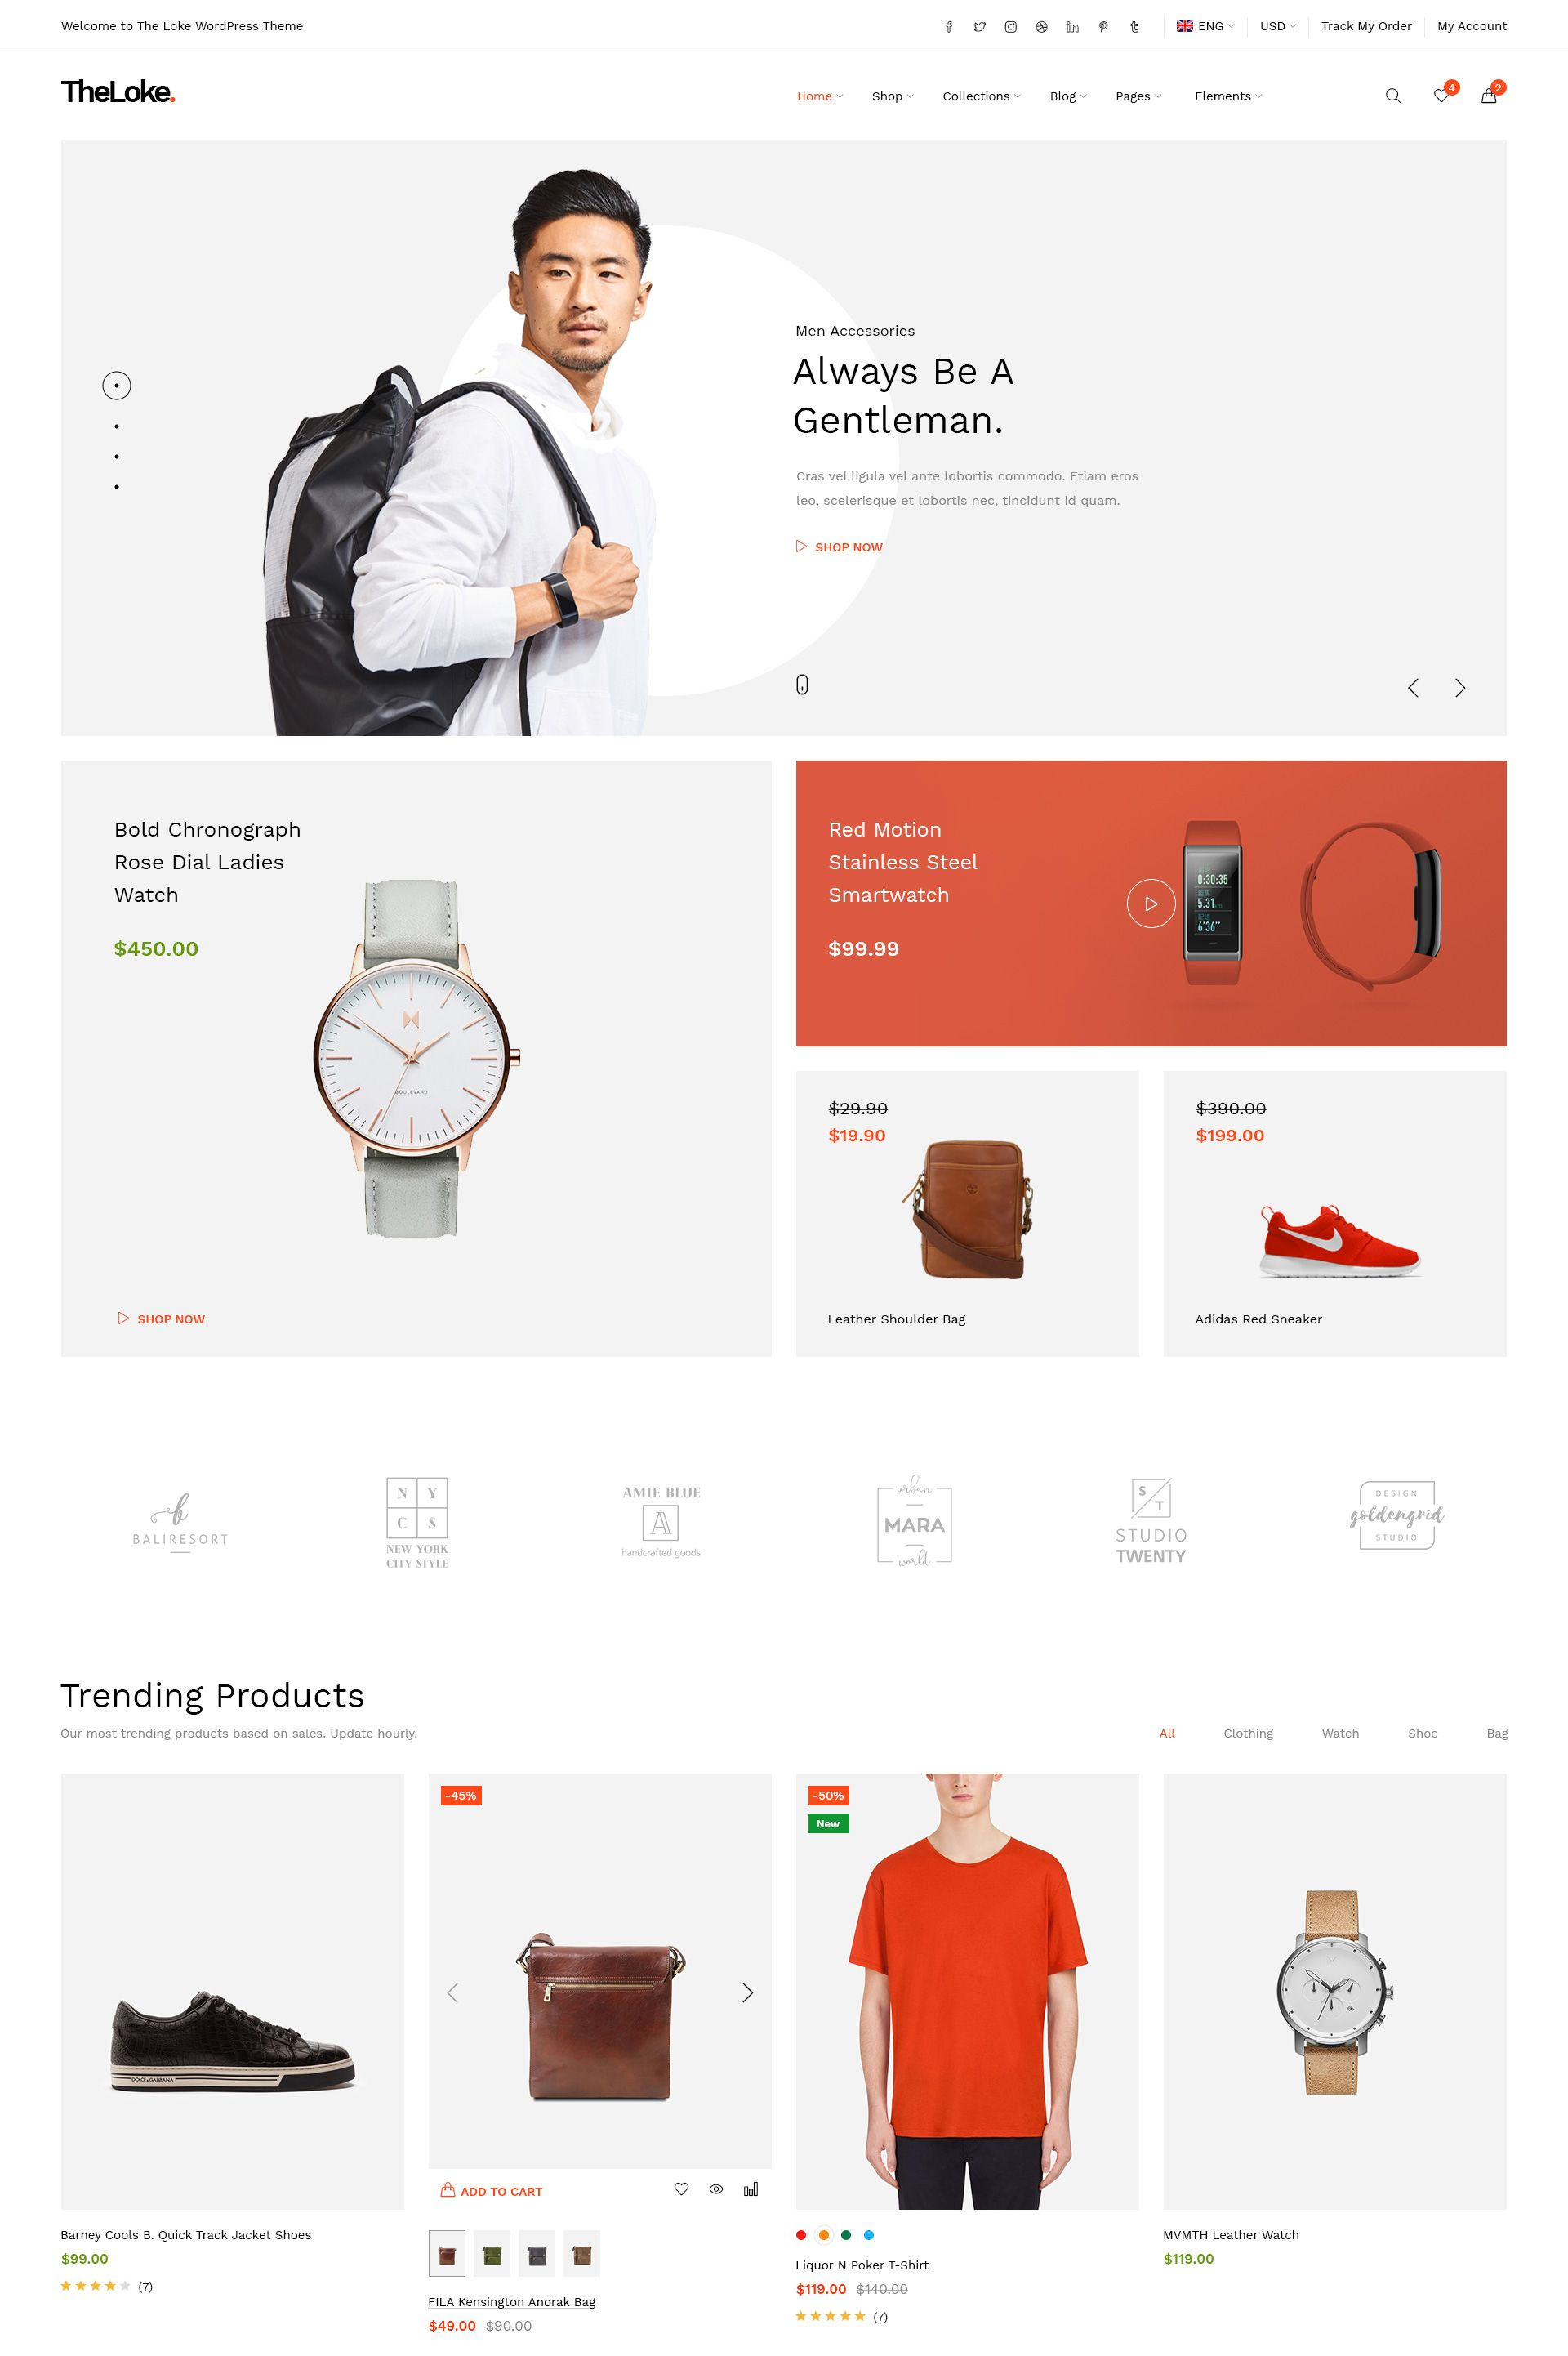 Welcome to The Loke WordPress Theme
ENG
USD
Track My Order
My Account
TheLoke.
Home
Shop
Collections
Blog
Pages
Elements
4
2
Men Accessories
Always Be A
Gentleman.
Cras vel ligula vel ante lobortis commodo. Etiam eros
leo, scelerisque et lobortis nec, tincidunt id quam.
SHOP NOW
Bold Chronograph
Rose Dial Ladies
Watch
$450.00
BOULEVARD
SHOP NOW
Red Motion
Stainless Steel
Smartwatch
$99.99
0:30:35
5.31
6'36''
$29.90
$19.90
Leather Shoulder Bag
$390.00
$199.00
Adidas Red Sneaker
b
BALIRESORT
N Y
C S
NEW YORK
CITY STYLE
AMIE BLUE
A
handcrafted goods
urban
MARA
world
S
T
STUDIO
TWENTY
DESIGN
goldengrid
STUDIO
Trending Products
Our most trending products based on sales. Update hourly.
All
Clothing
Watch
Shoe
Bag
DOLCE & GABBANA
Barney Cools B. Quick Track Jacket Shoes
$99.00
(7)
-45%
ADD TO CART
FILA Kensington Anorak Bag
$49.00 $90.00
-50%
New
Liquor N Poker T-Shirt
$119.00 $140.00
(7)
MVMTH Leather Watch
$119.00